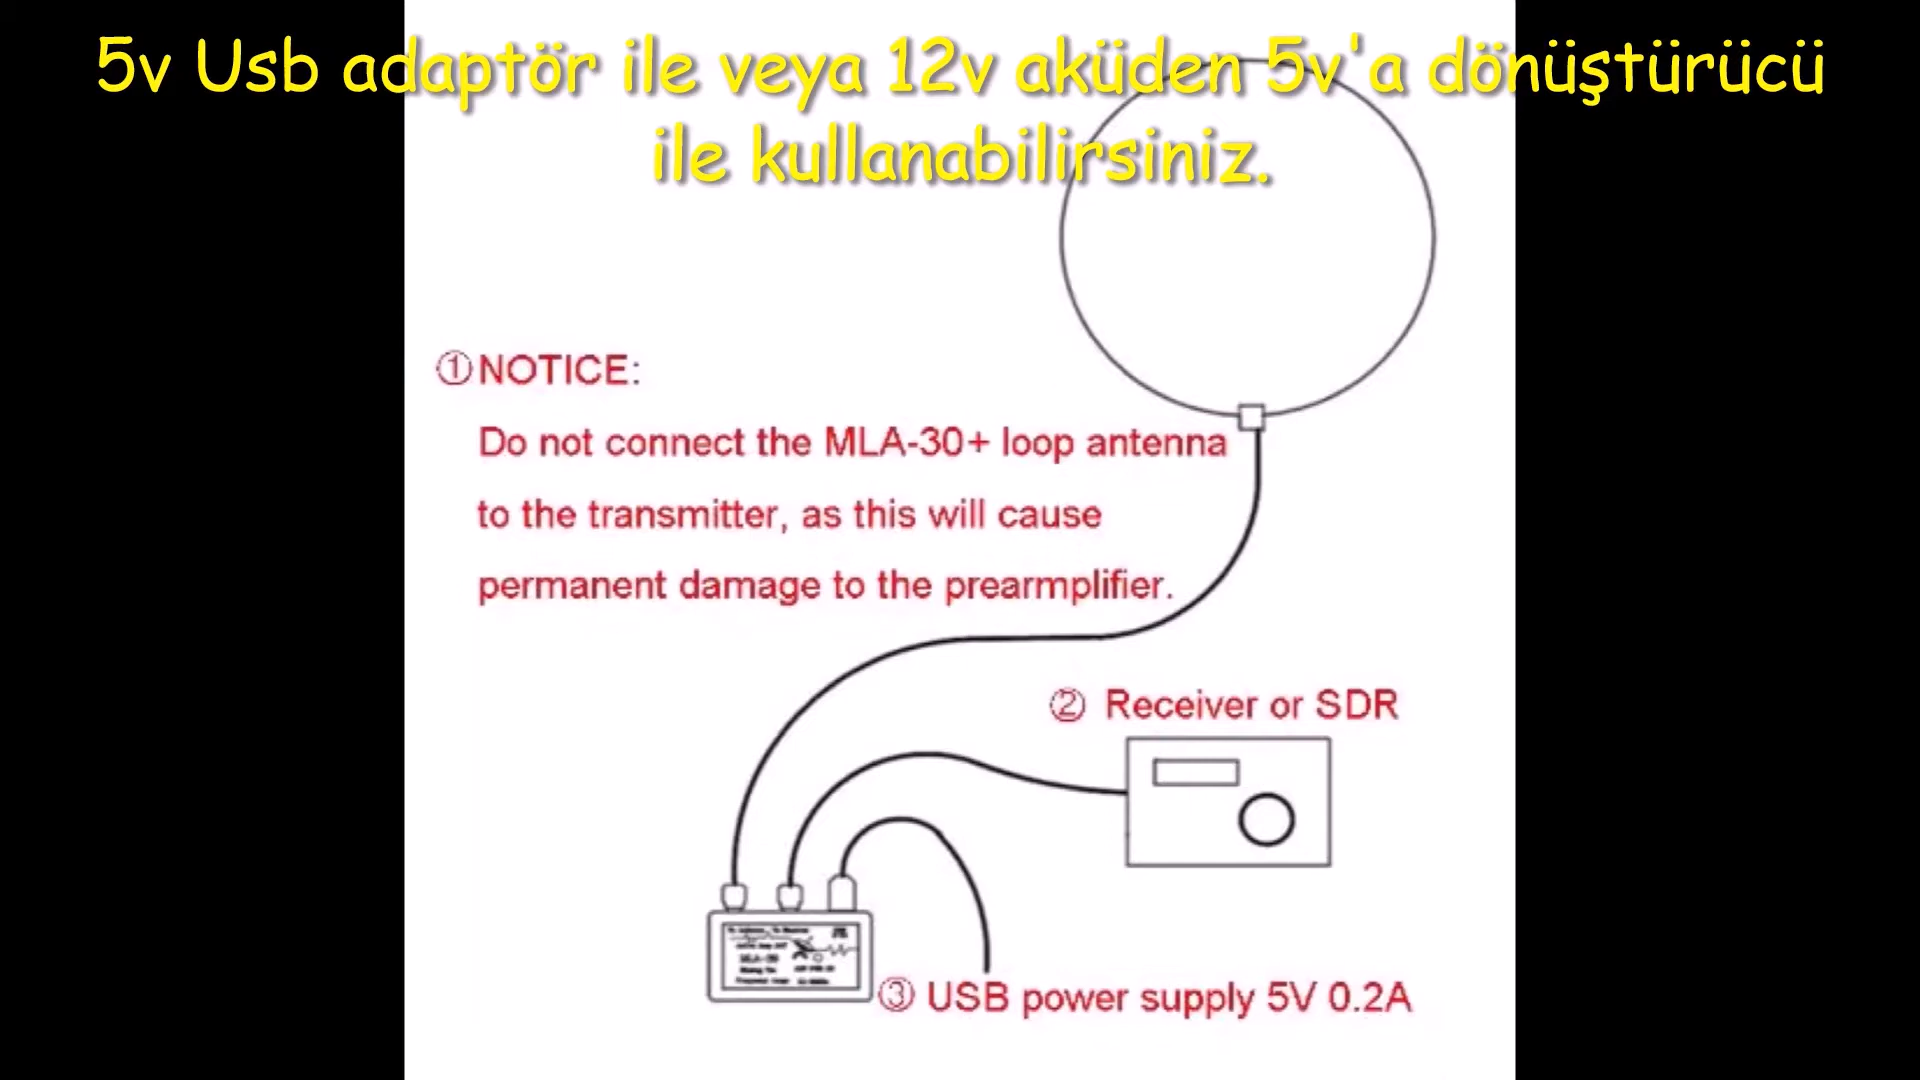 5v Usb adaptör ile veya 12v aküden 5v'a dönüştürücü
ile kullanabilirsiniz.
①NOTICE:
Do not connect the MLA-30+ loop antenna
to the transmitter, as this will cause
permanent damage to the prearmplifier.
② Receiver or SDR
MLA-30
③ USB power supply 5V 0.2A